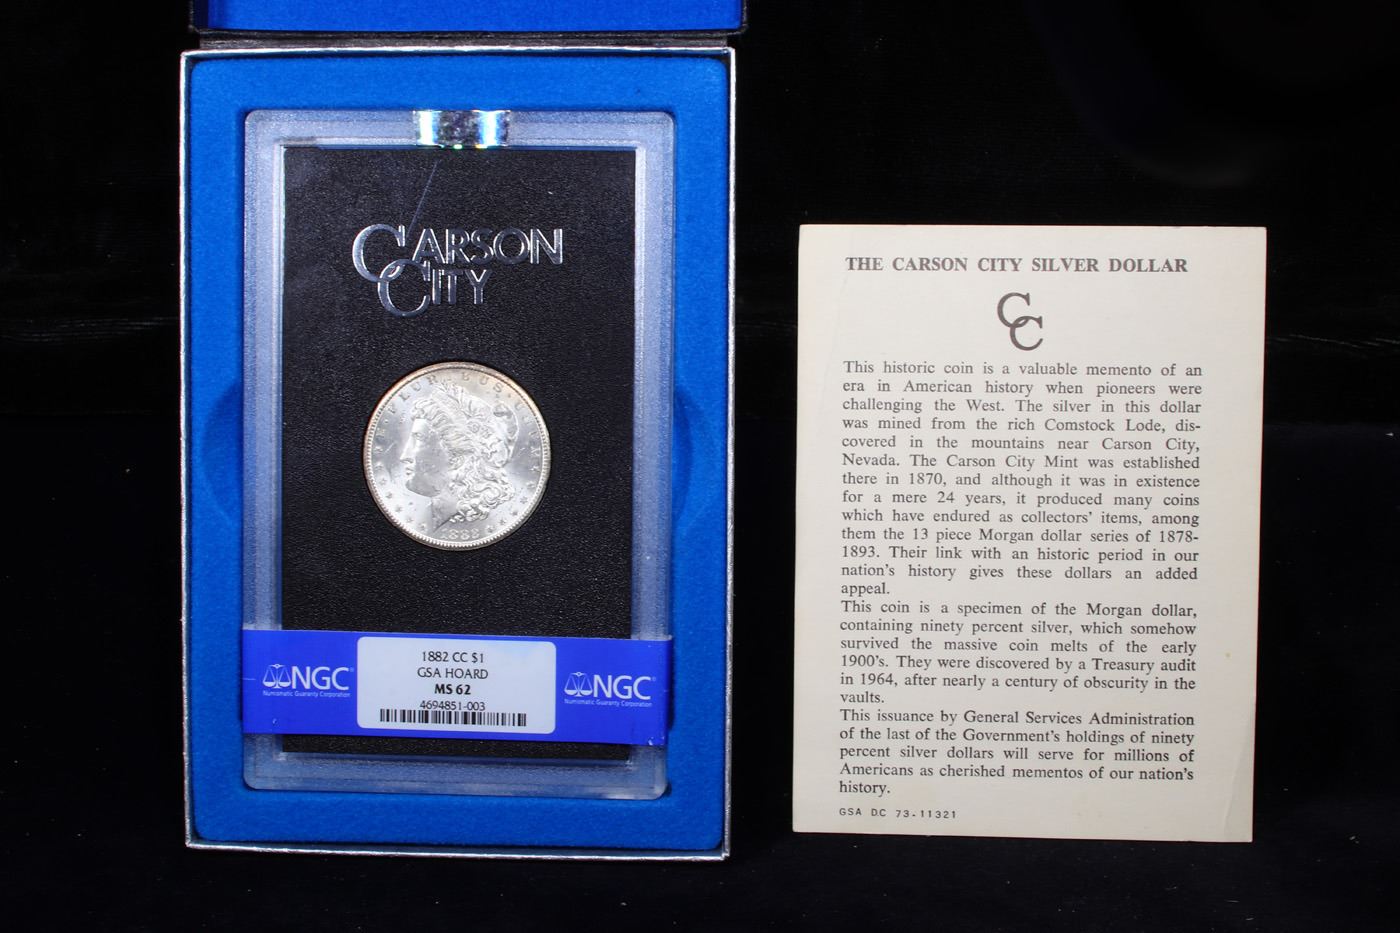 CARSON
CITY
E·PLURIBUS·UNUM
1882
NGC®
Numismatic Guaranty Corporation
1882 CC $1
GSA HOARD
MS 62
4694851-003
NGC®
Numismatic Guaranty Corporation
THE CARSON CITY SILVER DOLLAR
CC
This historic coin is a valuable memento of an
era in American history when pioneers were
challenging the West. The silver in this dollar
was mined from the rich Comstock Lode, dis-
covered in the mountains near Carson City,
Nevada. The Carson City Mint was established
there in 1870, and although it was in existence
for a mere 24 years, it produced many coins
which have endured as collectors' items, among
them the 13 piece Morgan dollar series of 1878-
1893. Their link with an historic period in our
nation's history gives these dollars an added
appeal.
This coin is a specimen of the Morgan dollar,
containing ninety percent silver, which somehow
survived the massive coin melts of the early
1900's. They were discovered by a Treasury audit
in 1964, after nearly a century of obscurity in the
vaults.
This issuance by General Services Administration
of the last of the Government's holdings of ninety
percent silver dollars will serve for millions of
Americans as cherished mementos of our nation's
history.
GSA DC 73-11321